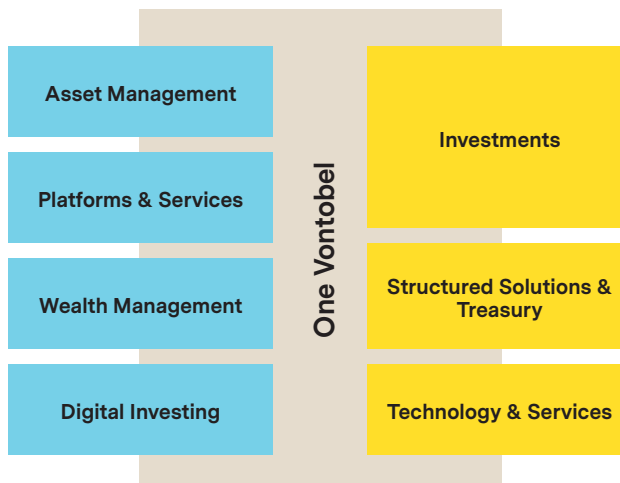 Asset Management
Platforms & Services
Wealth Management
Digital Investing
One Vontobel
Investments
Structured Solutions &
Treasury
Technology & Services